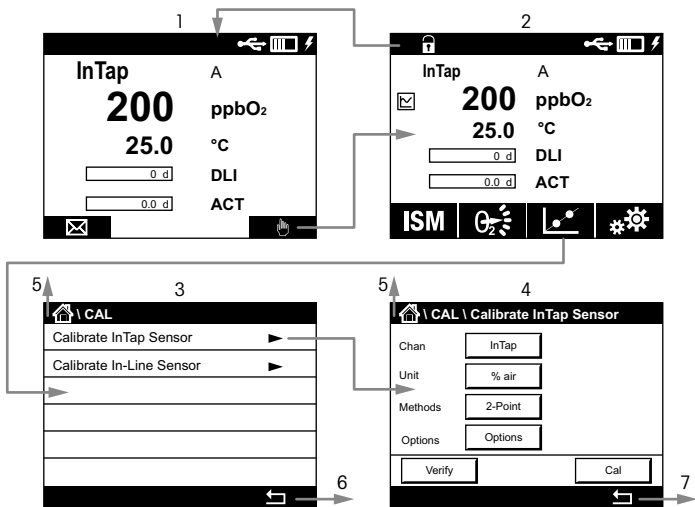 1
InTap A
200 ppbO₂
25.0 °C
0 d DLI
0.0 d ACT
2
InTap A
200 ppbO₂
25.0 °C
0 d DLI
0.0 d ACT
ISM O₂
5 3
\ CAL
Calibrate InTap Sensor
Calibrate In-Line Sensor
6
5 4
\ CAL \ Calibrate InTap Sensor
Chan InTap
Unit % air
Methods 2-Point
Options Options
Verify Cal
7